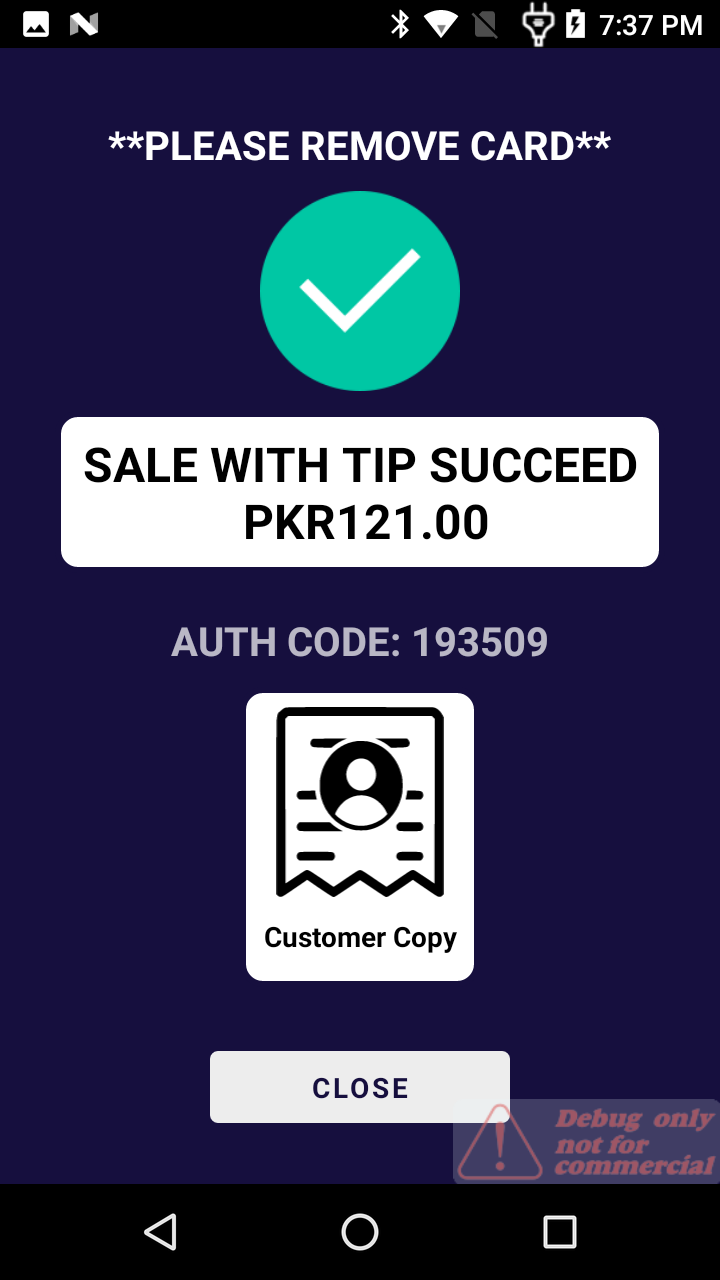 7:37 PM
**PLEASE REMOVE CARD**
SALE WITH TIP SUCCEED
PKR121.00
AUTH CODE: 193509
Customer Copy
CLOSE
Debug only
not for
commercial